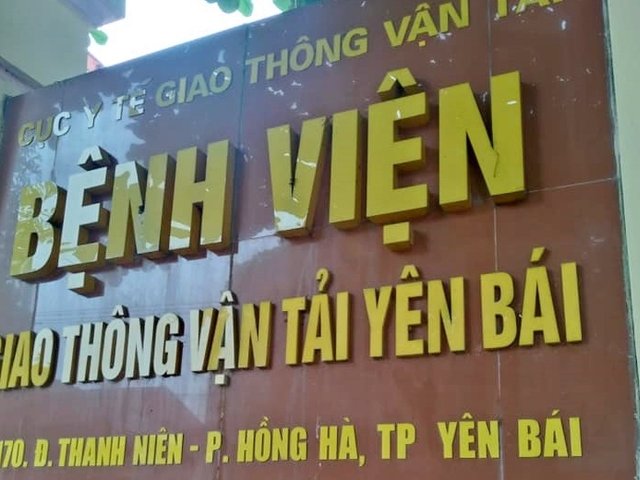 CỤC Y TẾ GIAO THÔNG VẬN TẢI
BỆNH VIỆN
GIAO THÔNG VẬN TẢI YÊN BÁI
170. Đ. THANH NIÊN - P. HỒNG HÀ, TP YÊN BÁI